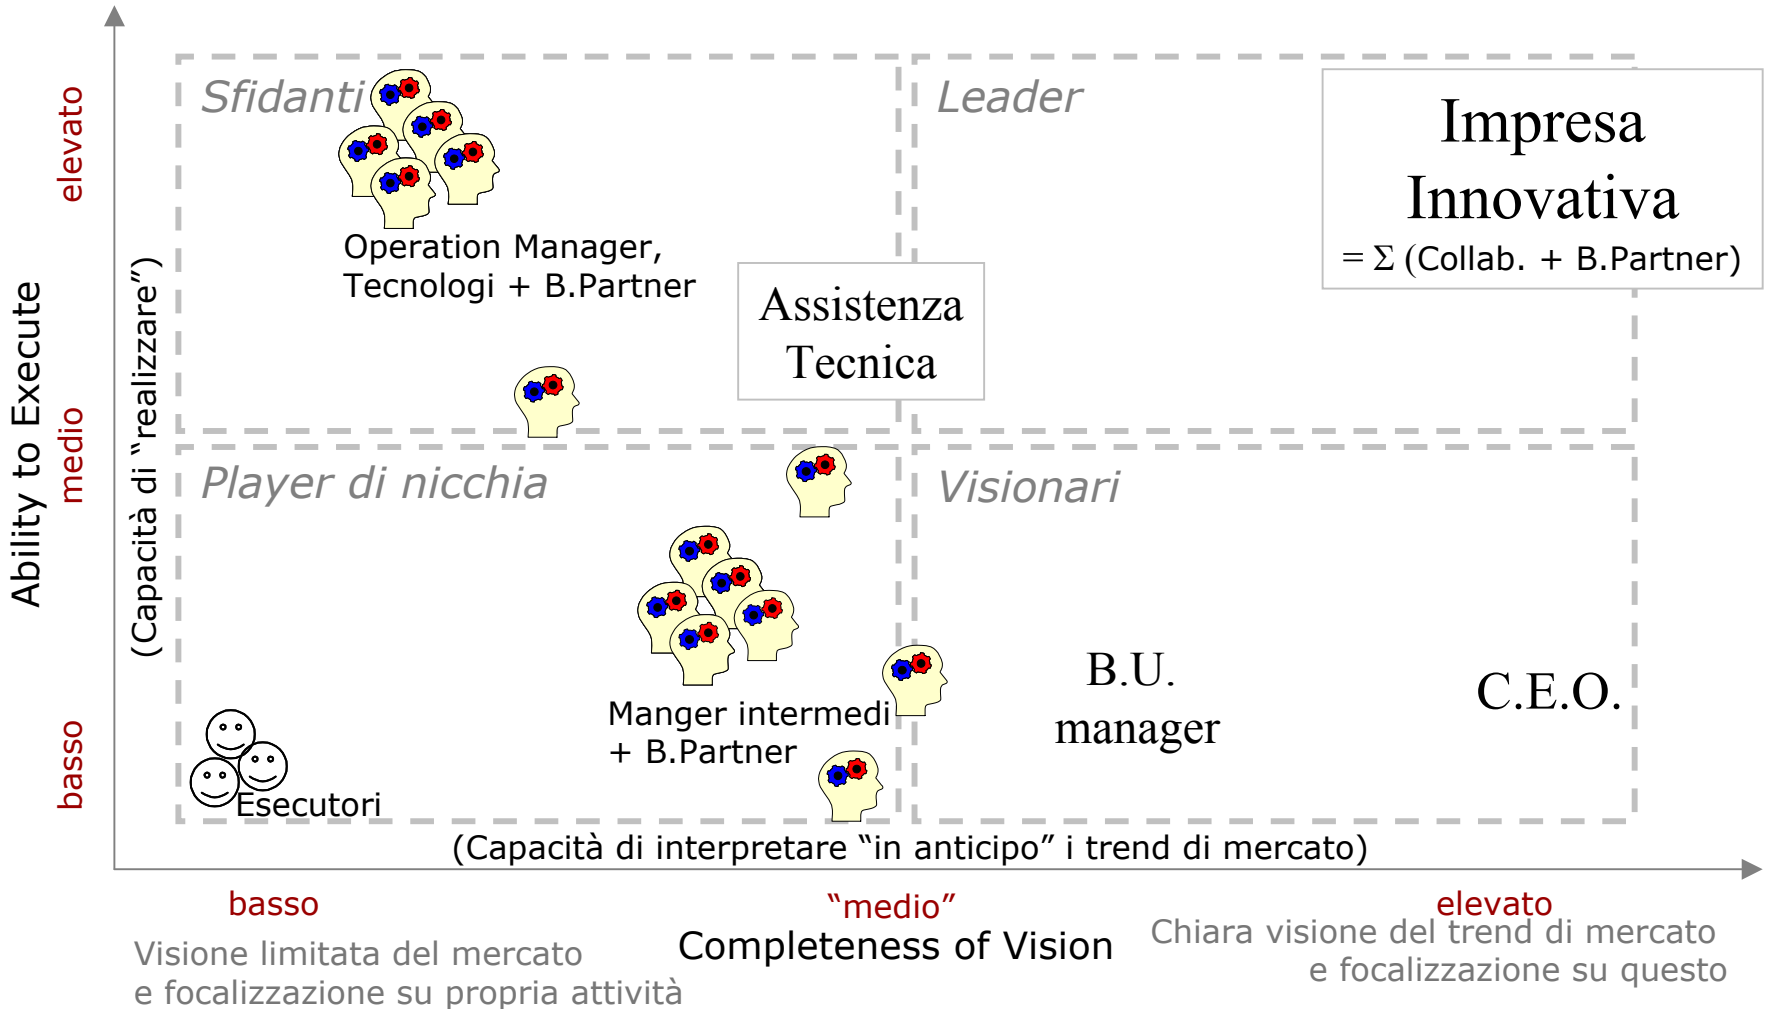 Sfidanti
Leader
Impresa
Innovativa
= Σ (Collab. + B.Partner)
Operation Manager,
Tecnologi + B.Partner
Assistenza
Tecnica
Player di nicchia
Visionari
Manger intermedi
+ B.Partner
B.U.
manager
C.E.O.
Esecutori
Ability to Execute
(Capacità di “realizzare”)
elevato
medio
basso
(Capacità di interpretare “in anticipo” i trend di mercato)
basso
“medio”
elevato
Completeness of Vision
Visione limitata del mercato
e focalizzazione su propria attività
Chiara visione del trend di mercato
e focalizzazione su questo